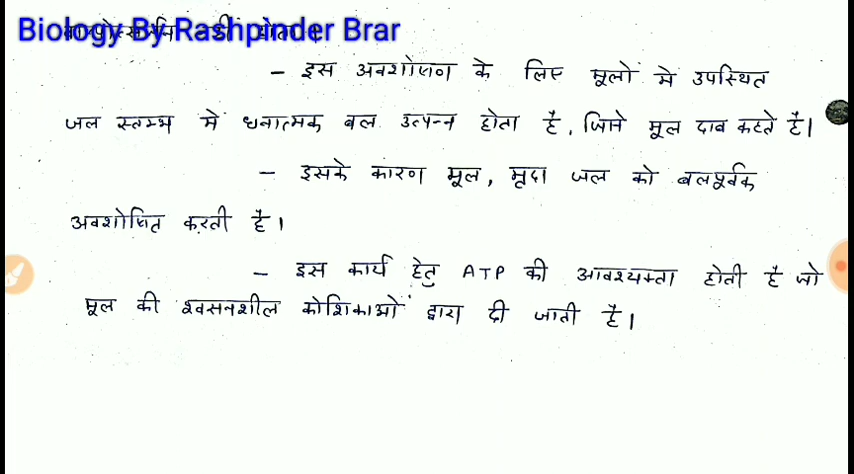 Biology By Rashpinder Brar
– इस अवशोषण के लिए मूलों मे उपस्थित
जल स्तम्भ में धनात्मक बल उत्पन्न होता है, जिसे मूल दाब कहते है।
– इसके कारण मूल, मृदा जल को बलपूर्वक
अवशोषित करती है।
– इस कार्य हेतु ATP की आवश्यक्ता होती है जो
मूल की श्वसनशील कोशिकाओं द्वारा दी जाती है।